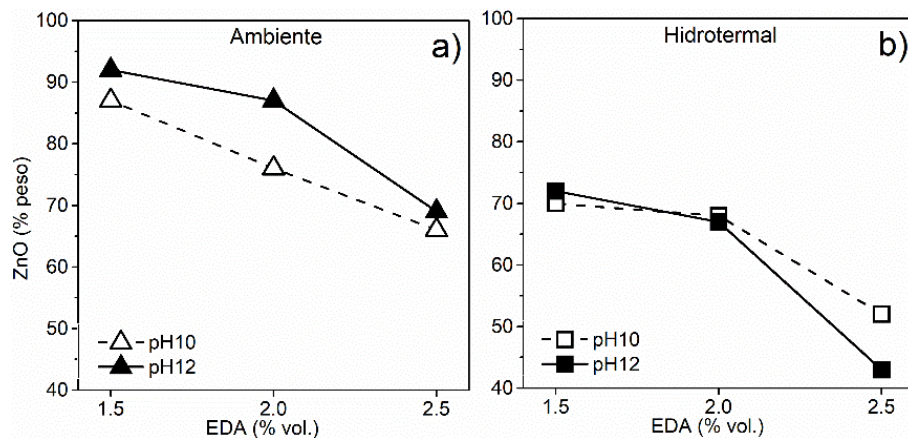 Ambiente
a)
ZnO (% peso)
100
90
80
70
60
50
40
pH10
pH12
1.5
2.0
2.5
EDA (% vol.)
Hidrotermal
b)
100
90
80
70
60
50
40
pH10
pH12
1.5
2.0
2.5
EDA (% vol.)